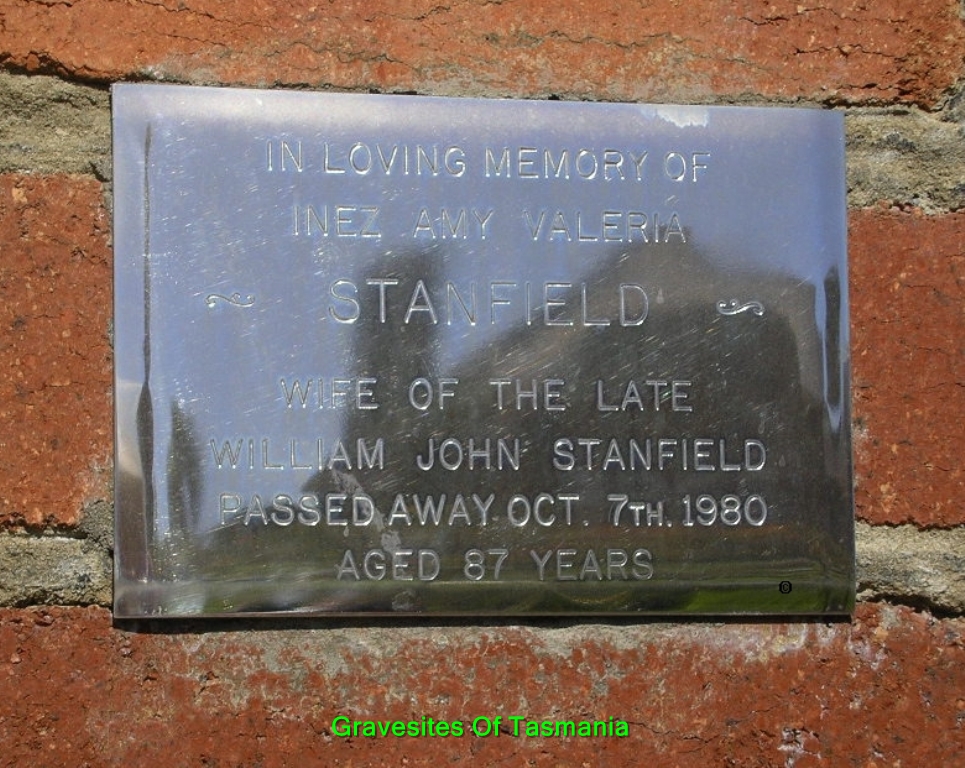 IN LOVING MEMORY OF
INEZ AMY VALERIA
STANFIELD
WIFE OF THE LATE
WILLIAM JOHN STANFIELD
PASSED AWAY OCT. 7TH. 1980
AGED 87 YEARS
©
Gravesites Of Tasmania